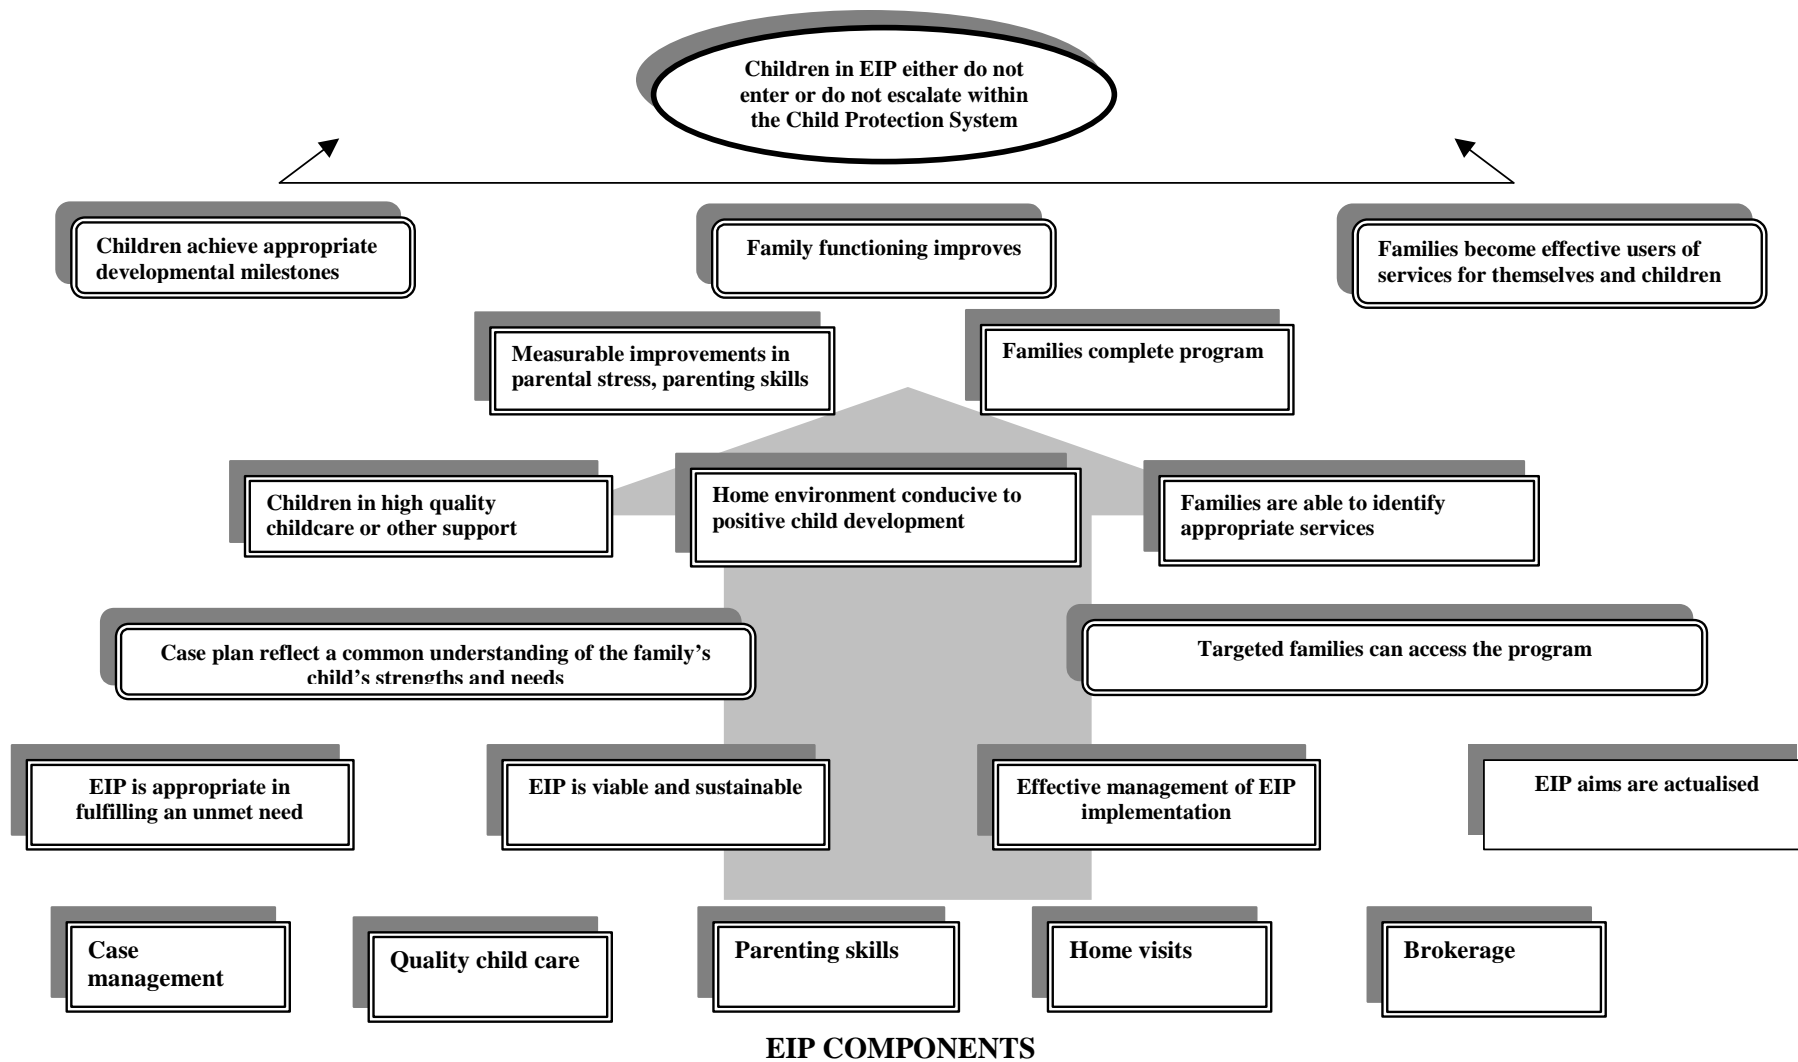 Children in EIP either do not
enter or do not escalate within
the Child Protection System
Children achieve appropriate
developmental milestones
Family functioning improves
Families become effective users of
services for themselves and children
Measurable improvements in
parental stress, parenting skills
Families complete program
Children in high quality
childcare or other support
Home environment conducive to
positive child development
Families are able to identify
appropriate services
Case plan reflect a common understanding of the family’s
child’s strengths and needs
Targeted families can access the program
EIP is appropriate in
fulfilling an unmet need
EIP is viable and sustainable
Effective management of EIP
implementation
EIP aims are actualised
Case
management
Quality child care
Parenting skills
Home visits
Brokerage
EIP COMPONENTS